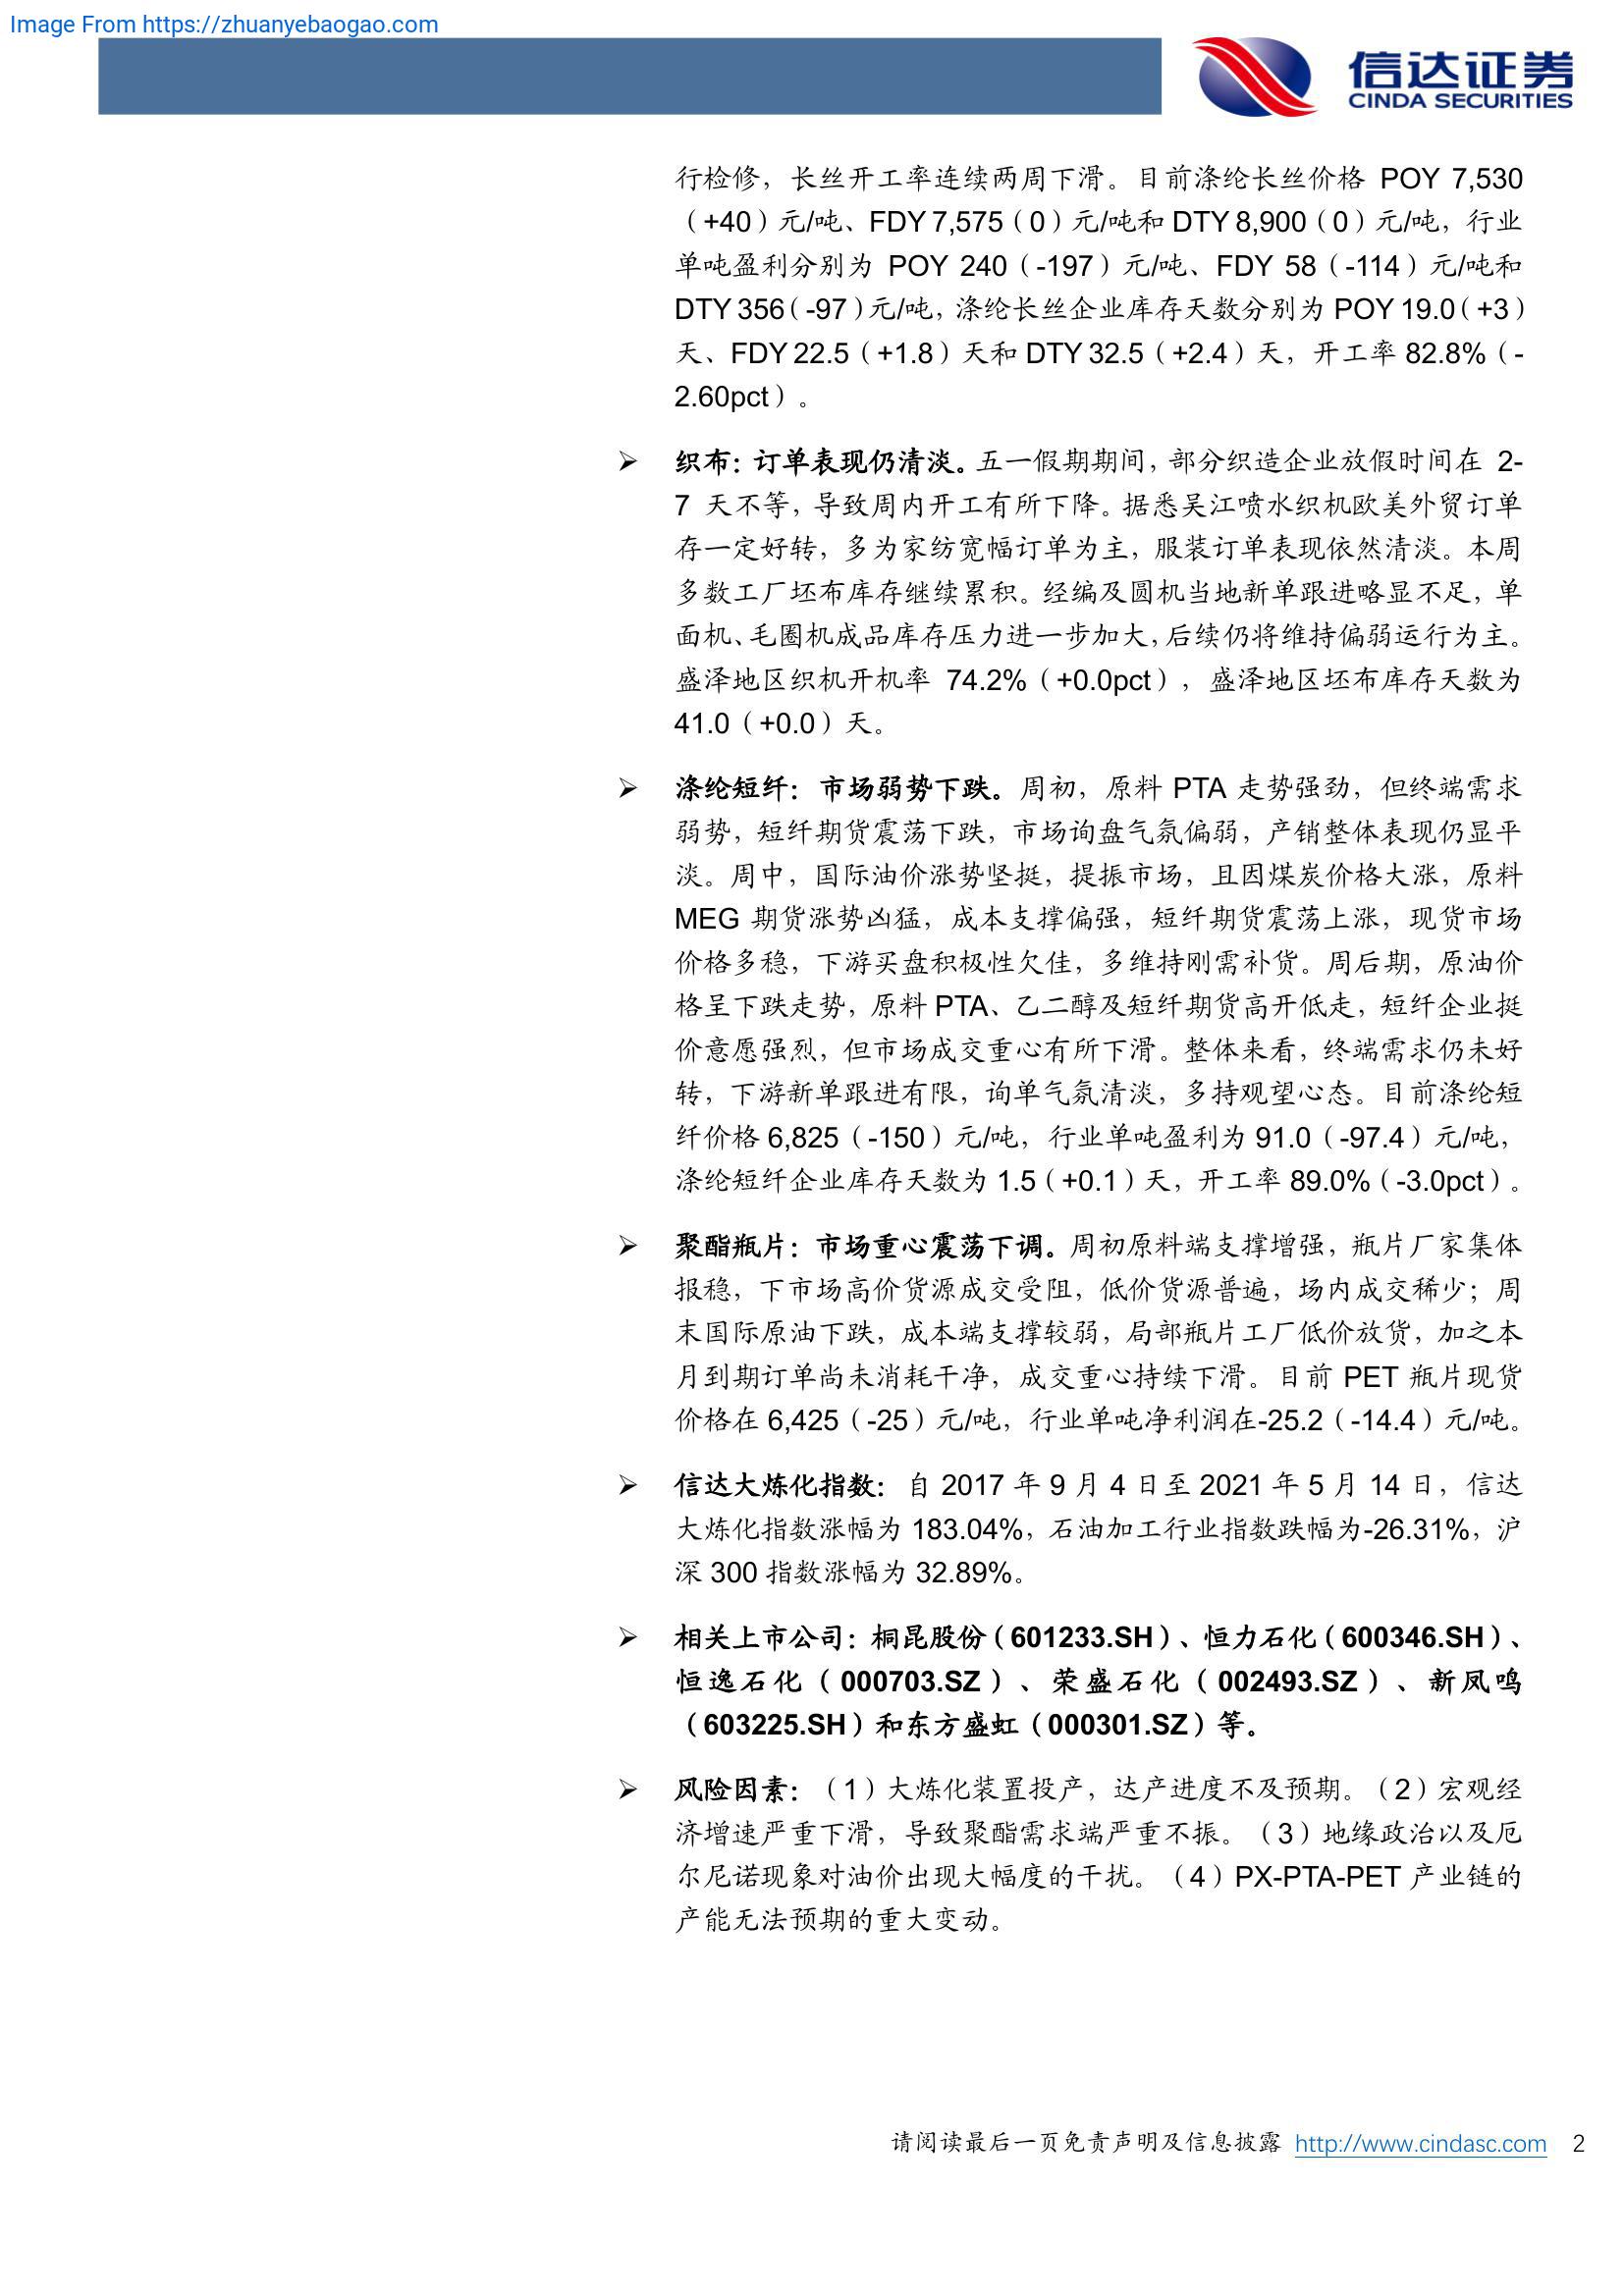 Image From https://zhuanyebaogao.com
信达证券
CINDA SECURITIES
行检修，长丝开工率连续两周下滑。目前涤纶长丝价格 POY 7,530
（+40）元/吨、FDY 7,575（0）元/吨和 DTY 8,900（0）元/吨，行业
单吨盈利分别为 POY 240（-197）元/吨、FDY 58（-114）元/吨和
DTY 356（-97）元/吨，涤纶长丝企业库存天数分别为 POY 19.0（+3）
天、FDY 22.5（+1.8）天和 DTY 32.5（+2.4）天，开工率 82.8%（-
2.60pct）。
➢ 织布：订单表现仍清淡。五一假期期间，部分织造企业放假时间在 2-
7 天不等，导致周内开工有所下降。据悉吴江喷水织机欧美外贸订单
存一定好转，多为家纺宽幅订单为主，服装订单表现依然清淡。本周
多数工厂坯布库存继续累积。经编及圆机当地新单跟进略显不足，单
面机、毛圈机成品库存压力进一步加大，后续仍将维持偏弱运行为主。
盛泽地区织机开机率 74.2%（+0.0pct），盛泽地区坯布库存天数为
41.0（+0.0）天。
➢ 涤纶短纤：市场弱势下跌。周初，原料 PTA 走势强劲，但终端需求
弱势，短纤期货震荡下跌，市场询盘气氛偏弱，产销整体表现仍显平
淡。周中，国际油价涨势坚挺，提振市场，且因煤炭价格大涨，原料
MEG 期货涨势凶猛，成本支撑偏强，短纤期货震荡上涨，现货市场
价格多稳，下游买盘积极性欠佳，多维持刚需补货。周后期，原油价
格呈下跌走势，原料 PTA、乙二醇及短纤期货高开低走，短纤企业挺
价意愿强烈，但市场成交重心有所下滑。整体来看，终端需求仍未好
转，下游新单跟进有限，询单气氛清淡，多持观望心态。目前涤纶短
纤价格 6,825（-150）元/吨，行业单吨盈利为 91.0（-97.4）元/吨，
涤纶短纤企业库存天数为 1.5（+0.1）天，开工率 89.0%（-3.0pct）。
➢ 聚酯瓶片：市场重心震荡下调。周初原料端支撑增强，瓶片厂家集体
报稳，下市场高价货源成交受阻，低价货源普遍，场内成交稀少；周
末国际原油下跌，成本端支撑较弱，局部瓶片工厂低价放货，加之本
月到期订单尚未消耗干净，成交重心持续下滑。目前 PET 瓶片现货
价格在 6,425（-25）元/吨，行业单吨净利润在-25.2（-14.4）元/吨。
➢ 信达大炼化指数：自 2017 年 9 月 4 日至 2021 年 5 月 14 日，信达
大炼化指数涨幅为 183.04%，石油加工行业指数跌幅为-26.31%，沪
深 300 指数涨幅为 32.89%。
➢ 相关上市公司：桐昆股份（601233.SH）、恒力石化（600346.SH）、
恒逸石化（000703.SZ）、荣盛石化（002493.SZ）、新凤鸣
（603225.SH）和东方盛虹（000301.SZ）等。
➢ 风险因素：（1）大炼化装置投产，达产进度不及预期。（2）宏观经
济增速严重下滑，导致聚酯需求端严重不振。（3）地缘政治以及厄
尔尼诺现象对油价出现大幅度的干扰。（4）PX-PTA-PET 产业链的
产能无法预期的重大变动。
请阅读最后一页免责声明及信息披露 http://www.cindasc.com 2